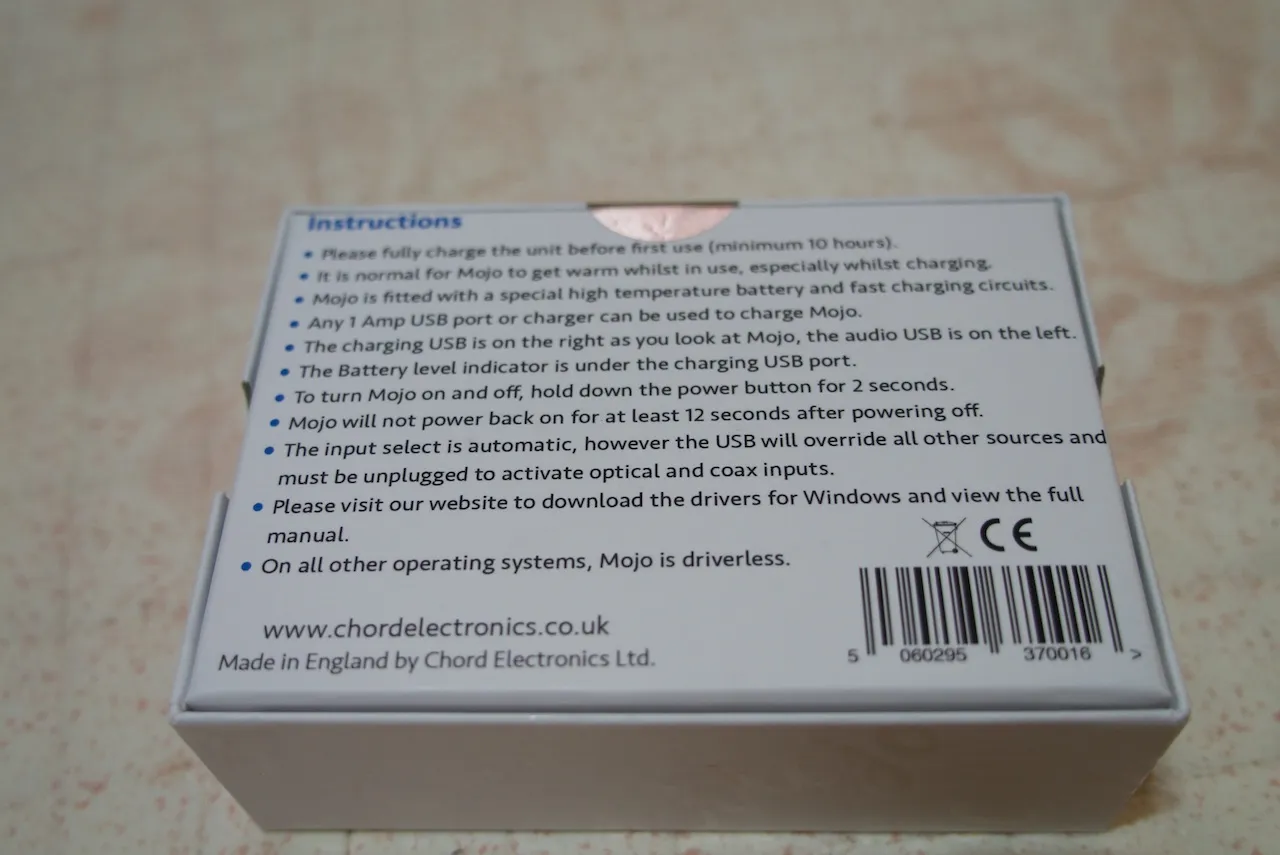 Instructions
• Please fully charge the unit before first use (minimum 10 hours).
• It is normal for Mojo to get warm whilst in use, especially whilst charging.
• Mojo is fitted with a special high temperature battery and fast charging circuits.
• Any 1 Amp USB port or charger can be used to charge Mojo.
• The charging USB is on the right as you look at Mojo, the audio USB is on the left.
• The Battery level indicator is under the charging USB port.
• To turn Mojo on and off, hold down the power button for 2 seconds.
• Mojo will not power back on for at least 12 seconds after powering off.
• The input select is automatic, however the USB will override all other sources and
must be unplugged to activate optical and coax inputs.
• Please visit our website to download the drivers for Windows and view the full
manual.
• On all other operating systems, Mojo is driverless.
CE
www.chordelectronics.co.uk
Made in England by Chord Electronics Ltd.
5 060295 370016 >